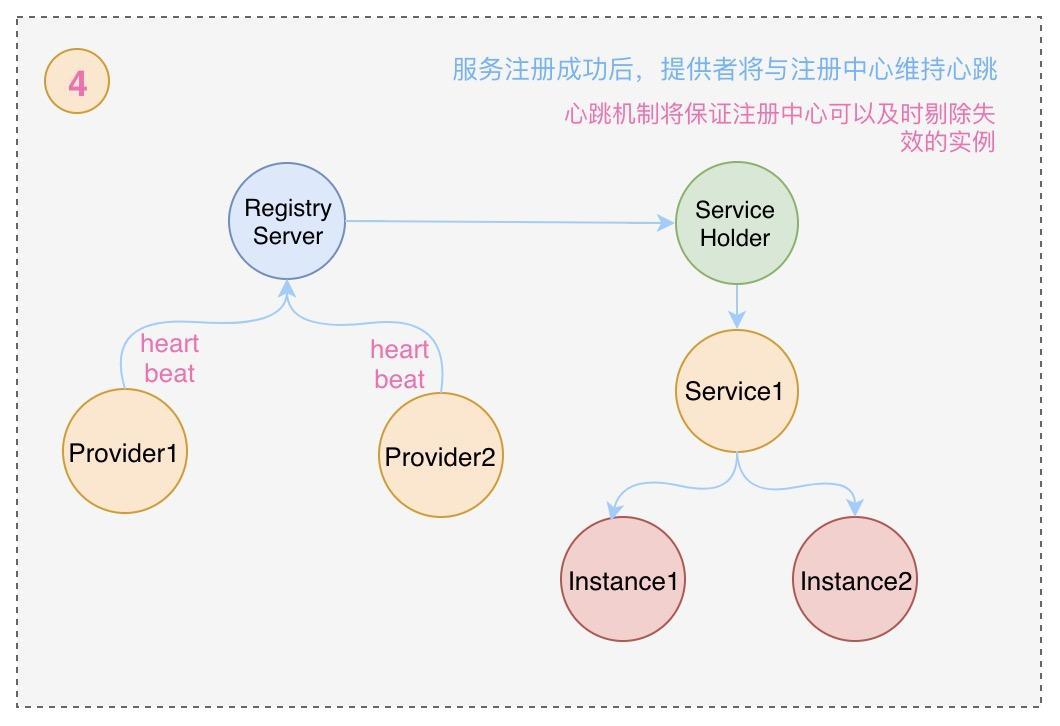 4
服务注册成功后，提供者将与注册中心维持心跳
心跳机制将保证注册中心可以及时剔除失
效的实例
Registry
Server
Service
Holder
heart
beat
heart
beat
Provider1
Provider2
Service1
Instance1
Instance2